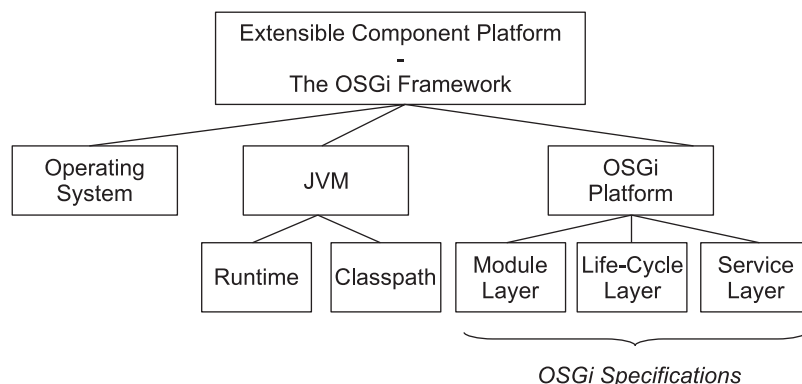 Extensible Component Platform
-
The OSGi Framework
Operating
System
JVM
OSGi
Platform
Runtime
Classpath
Module
Layer
Life-Cycle
Layer
Service
Layer
OSGi Specifications